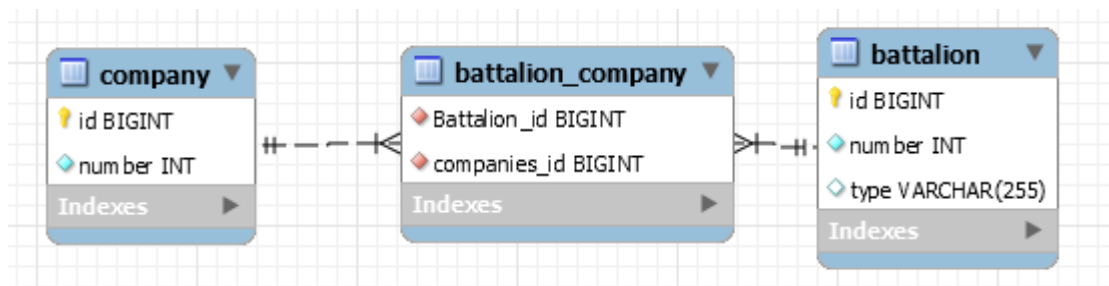 company
id BIGINT
number INT
Indexes
battalion_company
Battalion_id BIGINT
companies_id BIGINT
Indexes
battalion
id BIGINT
number INT
type VARCHAR(255)
Indexes